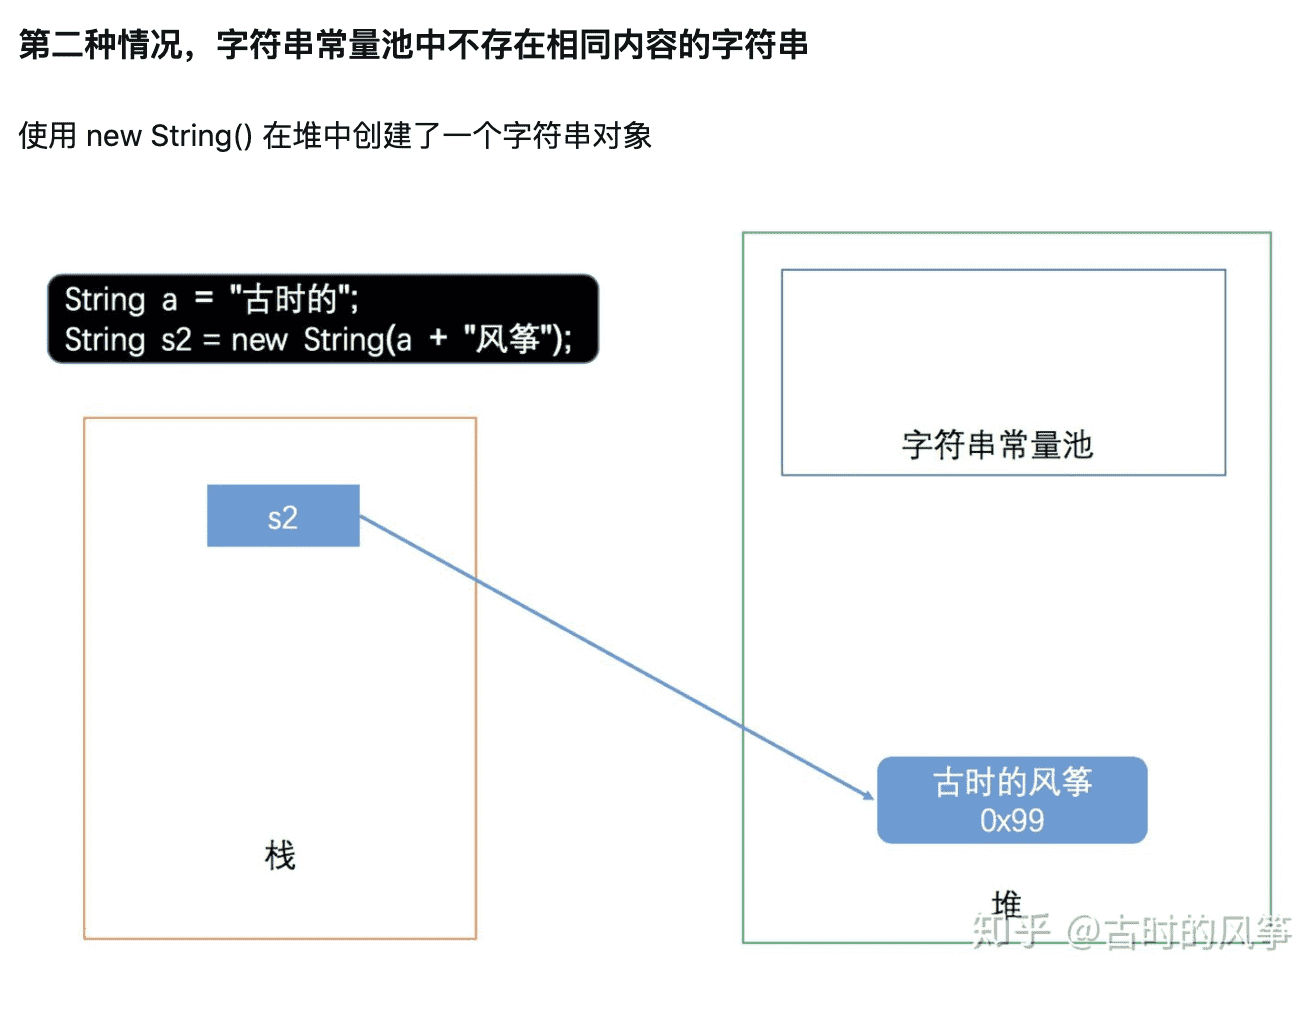 第二种情况，字符串常量池中不存在相同内容的字符串
使用 new String() 在堆中创建了一个字符串对象
String a = "古时的";
String s2 = new String(a + "风筝");
字符串常量池
s2
古时的风筝
0x99
栈
堆
知乎 @古时的风筝